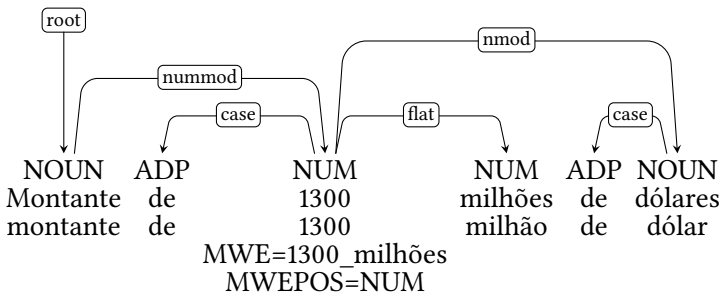 root
nmod
nummod
case flat case
NOUN ADP NUM NUM ADP NOUN
Montante de 1300 milhões de dólares
montante de 1300 milhão de dólar
MWE=1300_milhões
MWEPOS=NUM